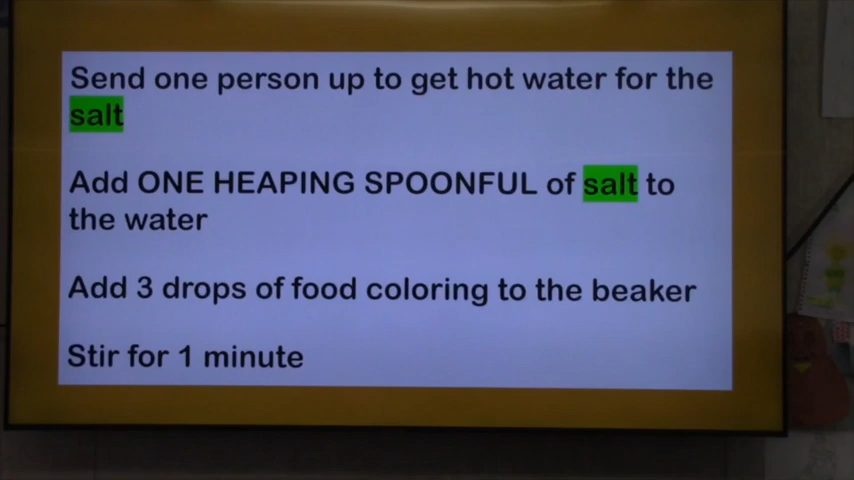 Send one person up to get hot water for the
salt
Add ONE HEAPING SPOONFUL of salt to
the water
Add 3 drops of food coloring to the beaker
Stir for 1 minute